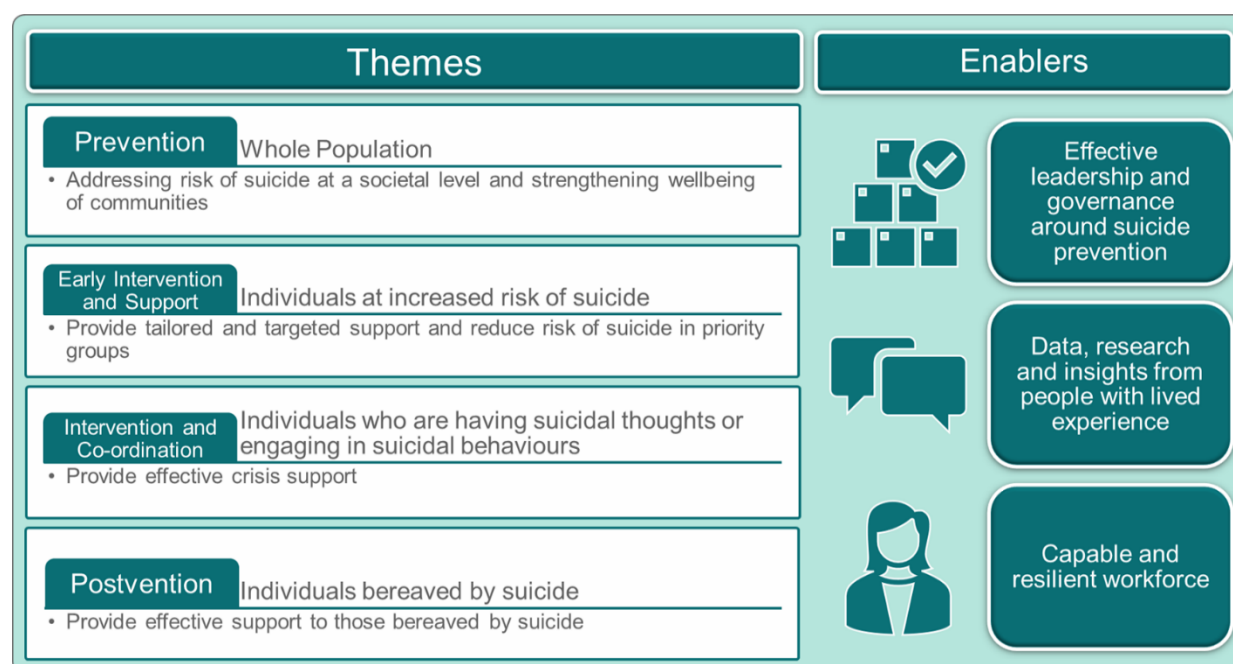 Themes
Prevention
Whole Population
• Addressing risk of suicide at a societal level and strengthening wellbeing
of communities
Early Intervention
and Support
Individuals at increased risk of suicide
• Provide tailored and targeted support and reduce risk of suicide in priority
groups
Intervention and
Co-ordination
Individuals who are having suicidal thoughts or
engaging in suicidal behaviours
• Provide effective crisis support
Postvention
Individuals bereaved by suicide
• Provide effective support to those bereaved by suicide
Enablers
Effective
leadership and
governance
around suicide
prevention
Data, research
and insights from
people with lived
experience
Capable and
resilient workforce